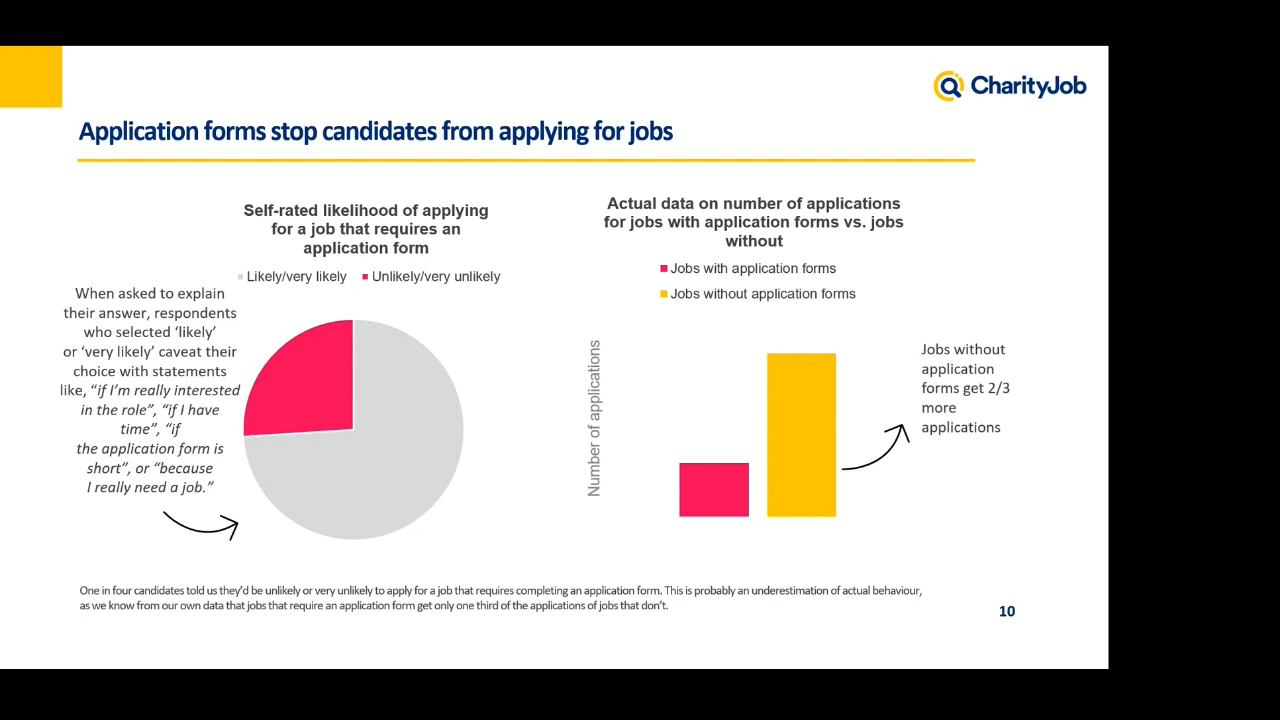 CharityJob
Application forms stop candidates from applying for jobs
Self-rated likelihood of applying
for a job that requires an
application form
Likely/very likely
Unlikely/very unlikely
When asked to explain
their answer, respondents
who selected ‘likely’
or ‘very likely’ caveat their
choice with statements
like, “if I’m really interested
in the role”, “if I have
time”, “if
the application form is
short”, or “because
I really need a job.”
Actual data on number of applications
for jobs with application forms vs. jobs
without
Jobs with application forms
Jobs without application forms
Number of applications
Jobs without
application
forms get 2/3
more
applications
One in four candidates told us they’d be unlikely or very unlikely to apply for a job that requires completing an application form. This is probably an underestimation of actual behaviour,
as we know from our own data that jobs that require an application form get only one third of the applications of jobs that don’t.
10